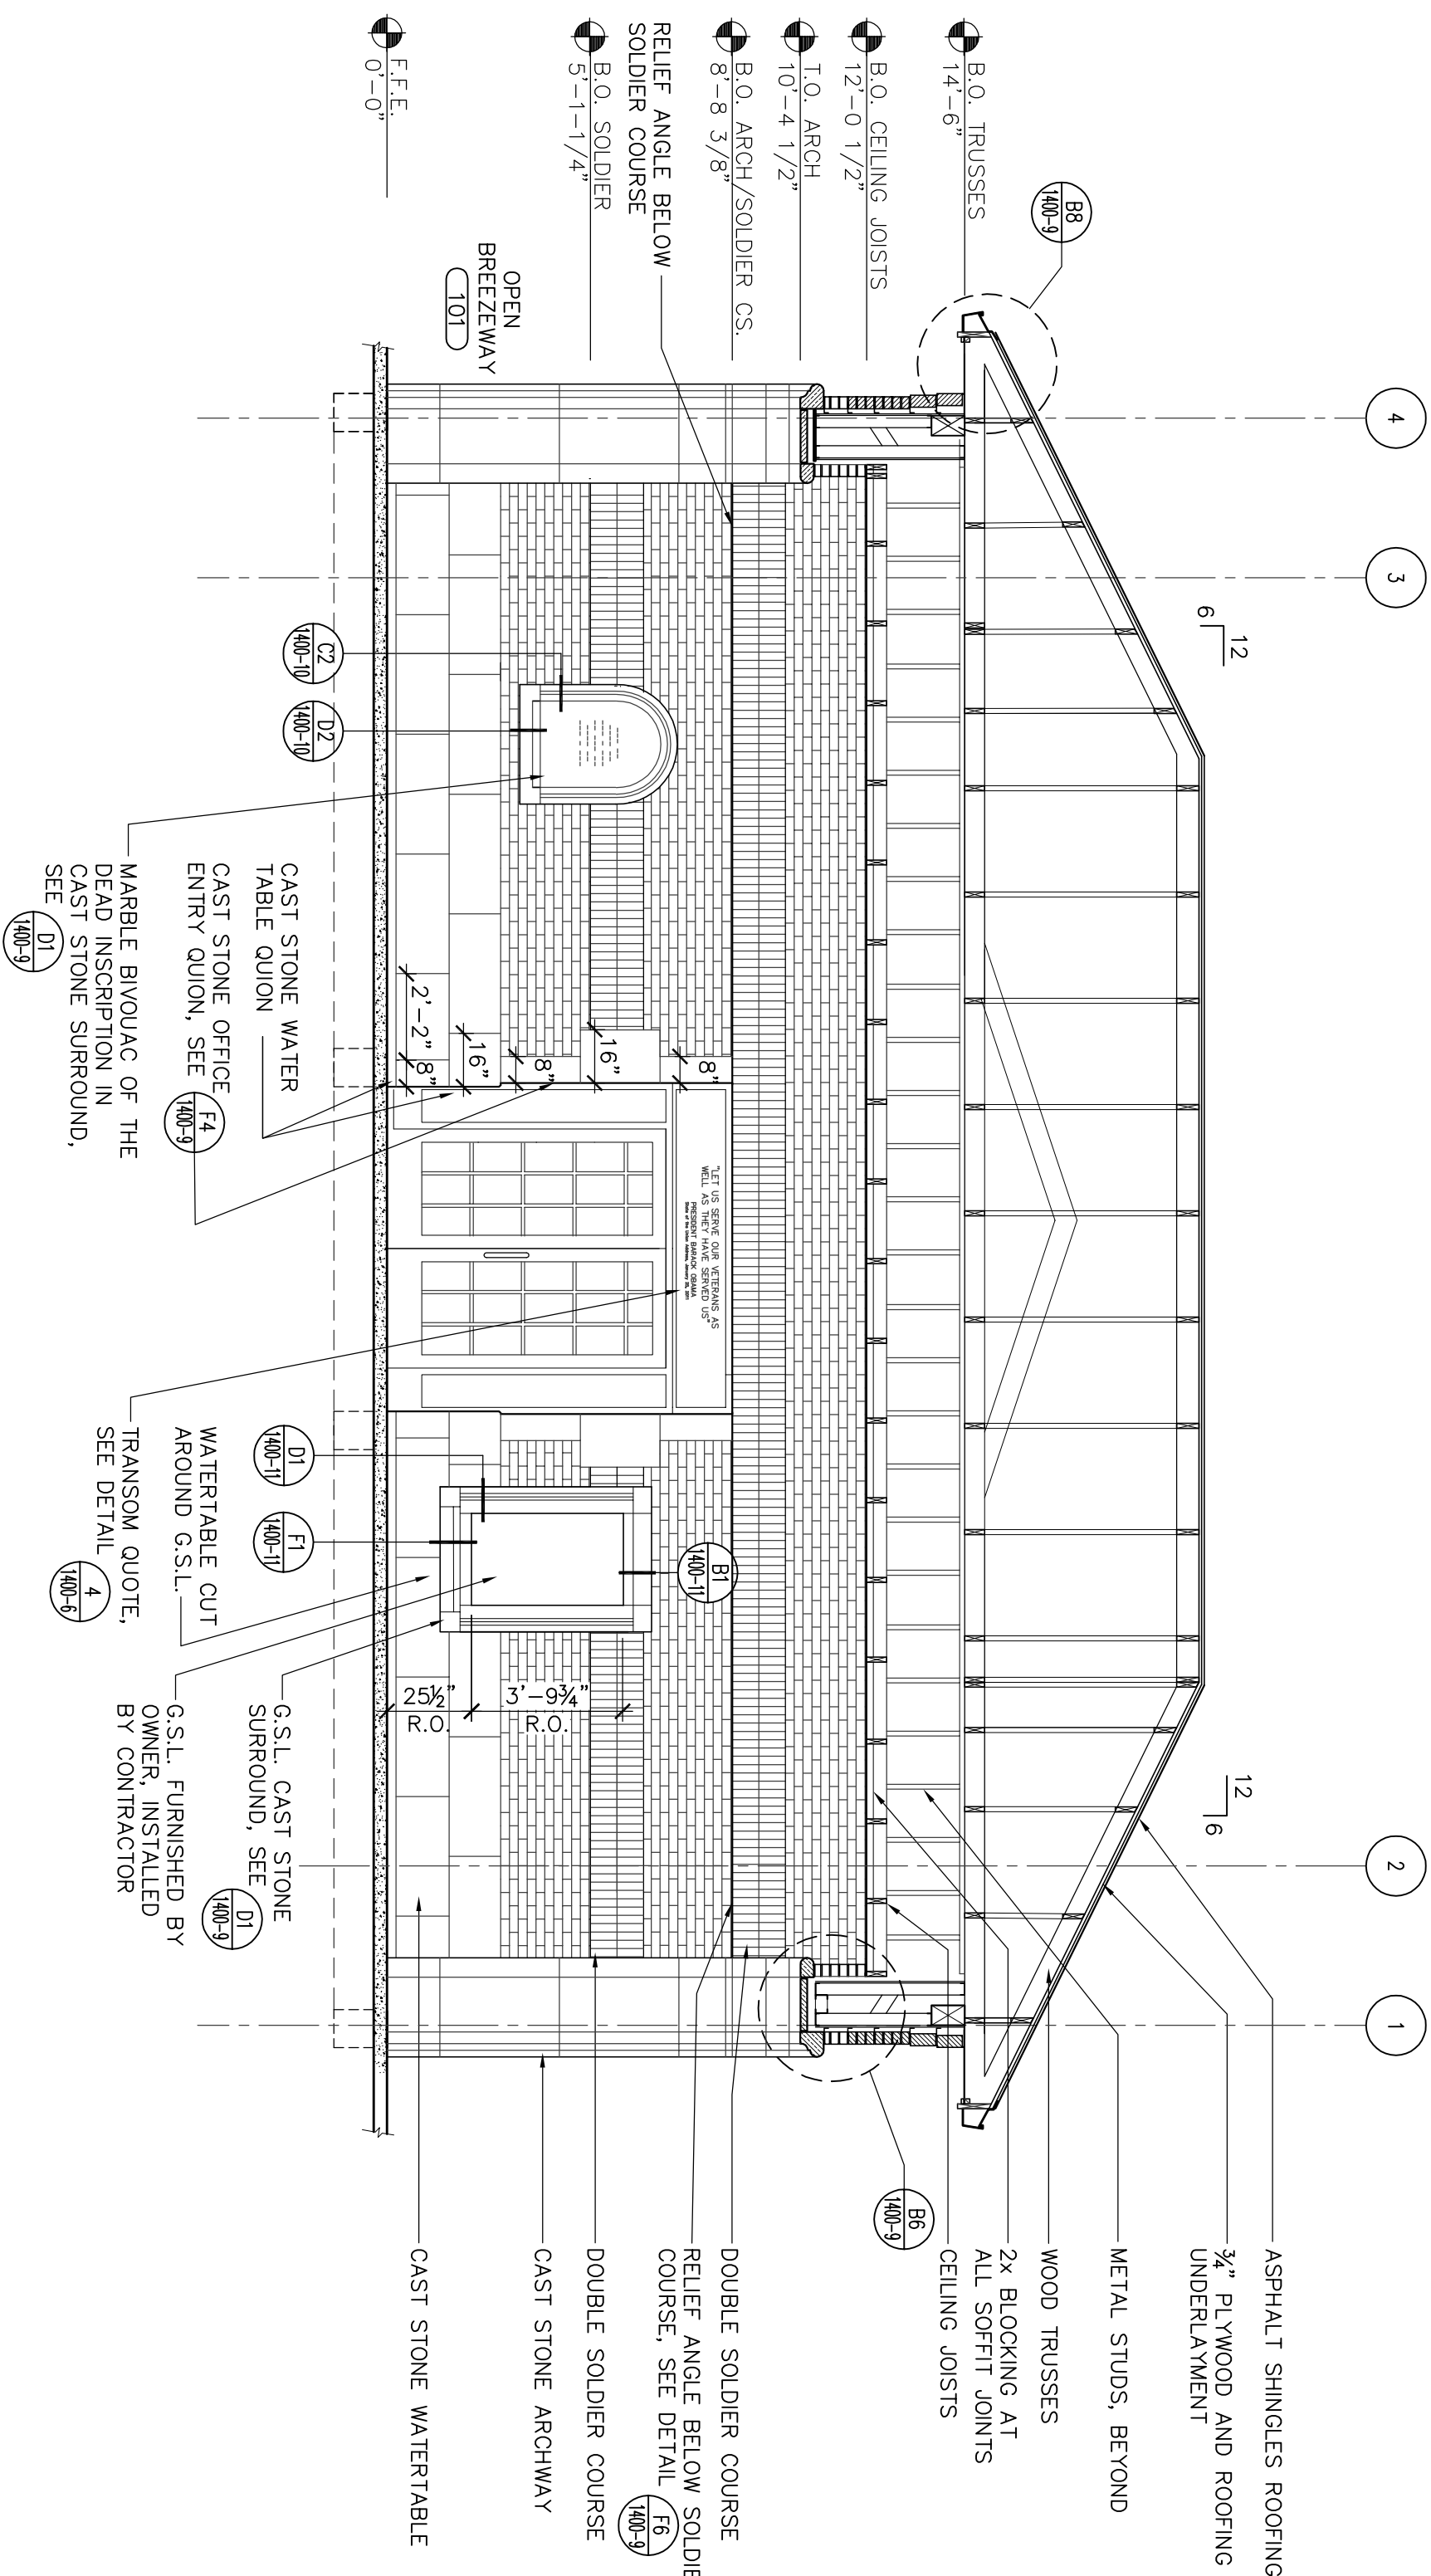 4
3
2
1
12
6
12
6
B8
1400-9
B.O. TRUSSES
14'-6"
B.O. CEILING JOISTS
12'-0 1/2"
T.O. ARCH
10'-4 1/2"
B.O. ARCH/SOLDIER CS.
8'-8 3/8"
RELIEF ANGLE BELOW
SOLDIER COURSE
B.O. SOLDIER
5'-1-1/4"
OPEN
BREEZEWAY
101
F.F.E.
0'-0"
ASPHALT SHINGLES ROOFING
¾" PLYWOOD AND ROOFING
UNDERLAYMENT
METAL STUDS, BEYOND
WOOD TRUSSES
2x BLOCKING AT
ALL SOFFIT JOINTS
CEILING JOISTS
B6
1400-9
DOUBLE SOLDIER COURSE
RELIEF ANGLE BELOW SOLDIE
COURSE, SEE DETAIL
F6
1400-9
DOUBLE SOLDIER COURSE
CAST STONE ARCHWAY
CAST STONE WATERTABLE
"LET US SERVE OUR VETERANS AS
WELL AS THEY HAVE SERVED US"
PRESIDENT BARACK OBAMA
State of the Union Address, January 25, 2011
8"
16"
8"
16"
2'-2"
8"
B1
1400-11
3'-9¾"
R.O.
25½"
R.O.
C2
1400-10
D2
1400-10
D1
1400-11
F1
1400-11
CAST STONE WATER
TABLE QUION
CAST STONE OFFICE
ENTRY QUION, SEE
F4
1400-9
MARBLE BIVOUAC OF THE
DEAD INSCRIPTION IN
CAST STONE SURROUND,
SEE
D1
1400-9
WATERTABLE CUT
AROUND G.S.L.
TRANSOM QUOTE,
SEE DETAIL
4
1400-6
G.S.L. CAST STONE
SURROUND, SEE
D1
1400-9
G.S.L. FURNISHED BY
OWNER, INSTALLED
BY CONTRACTOR